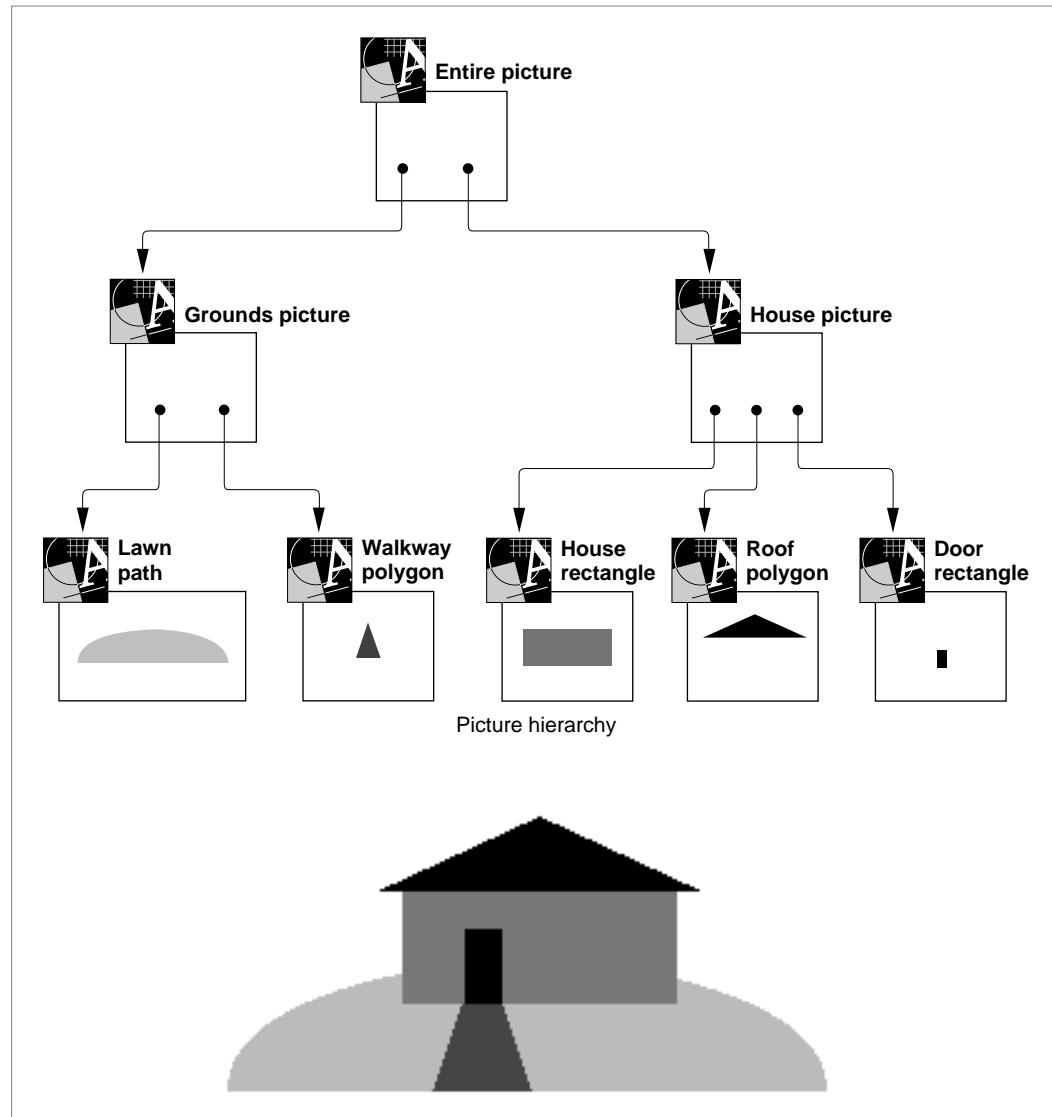 Entire picture
Grounds picture
House picture
Lawn
path
Walkway
polygon
House
rectangle
Roof
polygon
Door
rectangle
Picture hierarchy